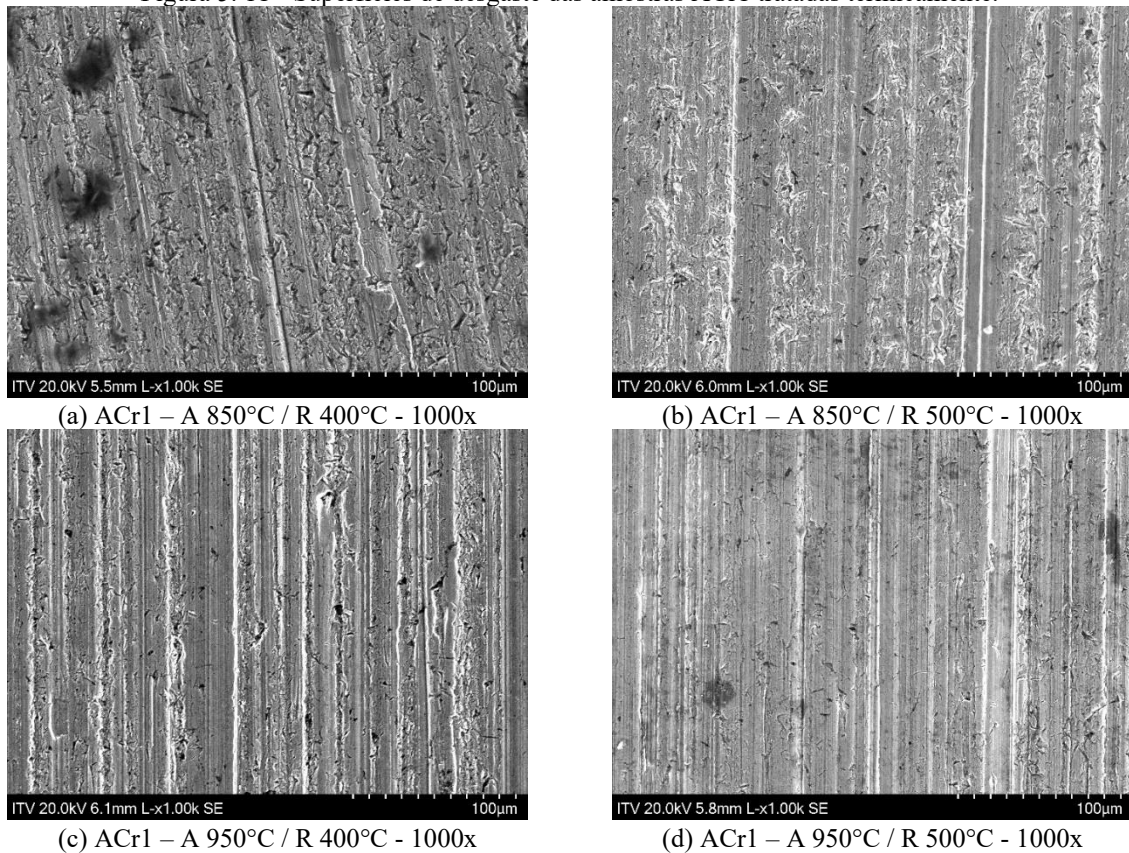 ITV 20.0kV 5.5mm L-x1.00k SE 100µm
ITV 20.0kV 6.0mm L-x1.00k SE 100µm
(a) ACr1 – A 850°C / R 400°C - 1000x
(b) ACr1 – A 850°C / R 500°C - 1000x
ITV 20.0kV 6.1mm L-x1.00k SE 100µm
ITV 20.0kV 5.8mm L-x1.00k SE 100µm
(c) ACr1 – A 950°C / R 400°C - 1000x
(d) ACr1 – A 950°C / R 500°C - 1000x